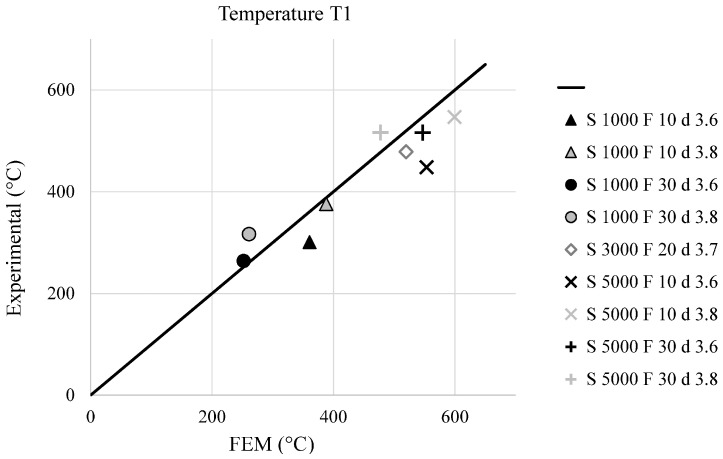 Temperature T1
600
400
200
0
0 200 400 600
Experimental (°C)
FEM (°C)
S 1000 F 10 d 3.6
S 1000 F 10 d 3.8
S 1000 F 30 d 3.6
S 1000 F 30 d 3.8
S 3000 F 20 d 3.7
S 5000 F 10 d 3.6
S 5000 F 10 d 3.8
S 5000 F 30 d 3.6
S 5000 F 30 d 3.8